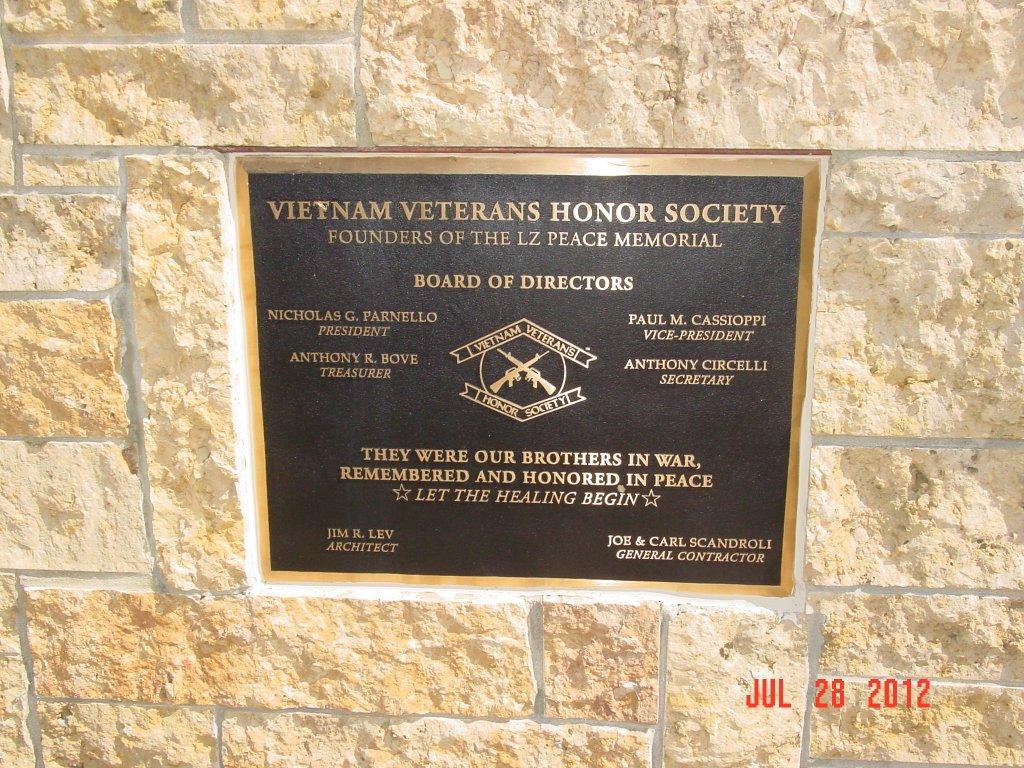 VIETNAM VETERANS HONOR SOCIETY
FOUNDERS OF THE LZ PEACE MEMORIAL
BOARD OF DIRECTORS
NICHOLAS G. PARNELLO
PRESIDENT
PAUL M. CASSIOPPI
VICE-PRESIDENT
ANTHONY R. BOVE
TREASURER
ANTHONY CIRCELLI
SECRETARY
VIETNAM VETERANS
HONOR SOCIETY
THEY WERE OUR BROTHERS IN WAR,
REMEMBERED AND HONORED IN PEACE
☆ LET THE HEALING BEGIN ☆
JIM R. LEV
ARCHITECT
JOE & CARL SCANDROLI
GENERAL CONTRACTOR
JUL 28 2012